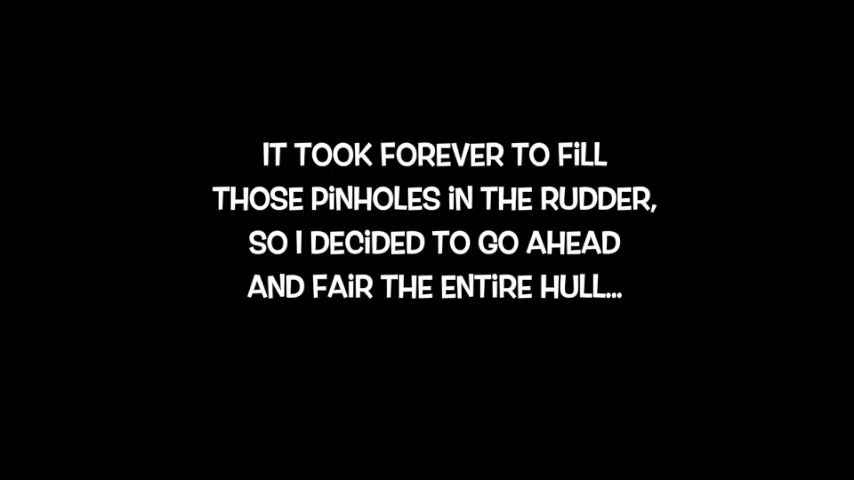 IT TOOK FOREVER TO FiLL
THOSE PiNHOLES iN THE RUDDER,
SO I DECiDED TO GO AHEAD
AND FAiR THE ENTiRE HULL...